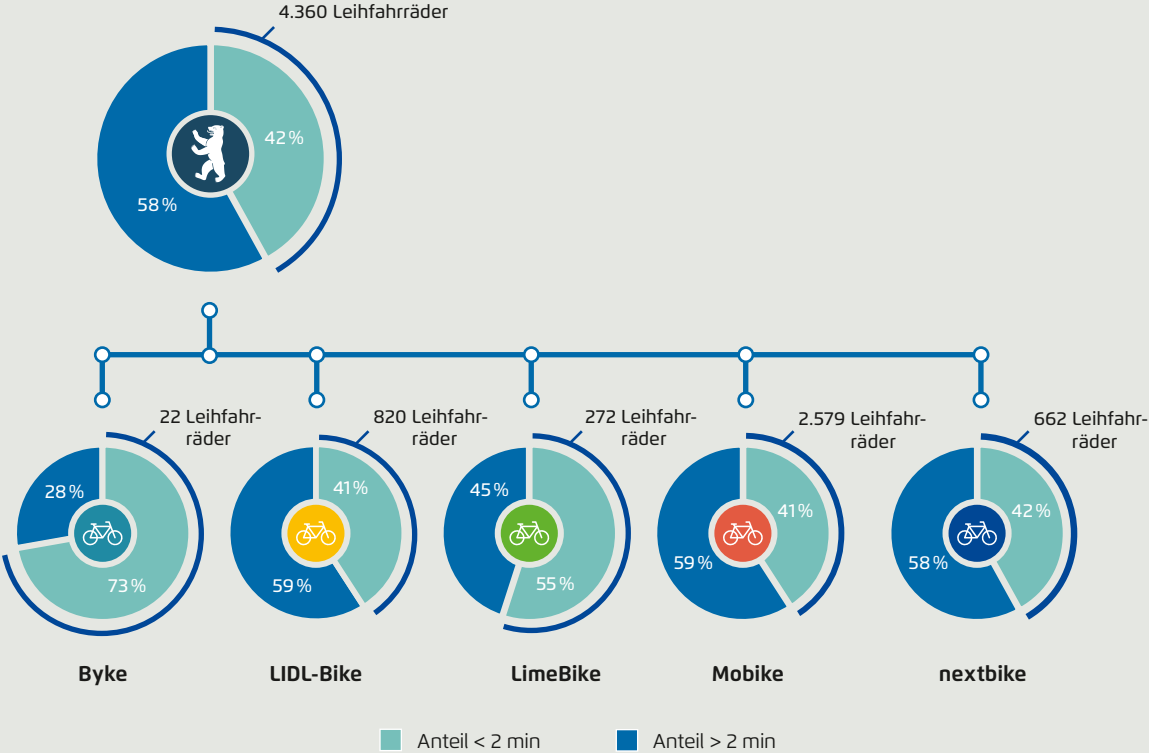 4.360 Leihfahrräder
42 %
58 %
22 Leihfahr-
räder
820 Leihfahr-
räder
272 Leihfahr-
räder
2.579 Leihfahr-
räder
662 Leihfahr-
räder
28 %
73 %
41 %
59 %
45 %
55 %
41 %
59 %
42 %
58 %
Byke
LIDL-Bike
LimeBike
Mobike
nextbike
Anteil < 2 min
Anteil > 2 min